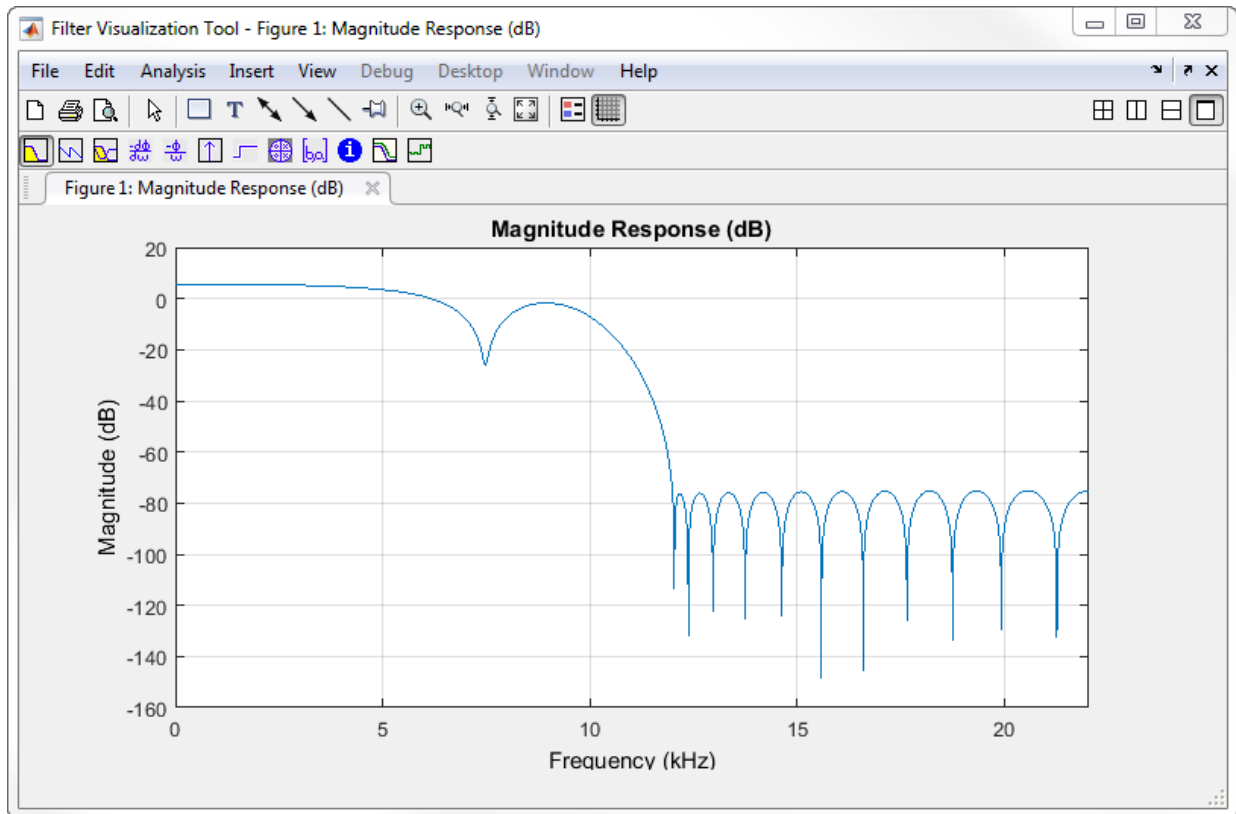 Filter Visualization Tool - Figure 1: Magnitude Response (dB)
File Edit Analysis Insert View Debug Desktop Window Help
T
[b,a] i
Figure 1: Magnitude Response (dB)
Magnitude Response (dB)
20
0
-20
-40
-60
-80
-100
-120
-140
-160
Magnitude (dB)
0 5 10 15 20
Frequency (kHz)